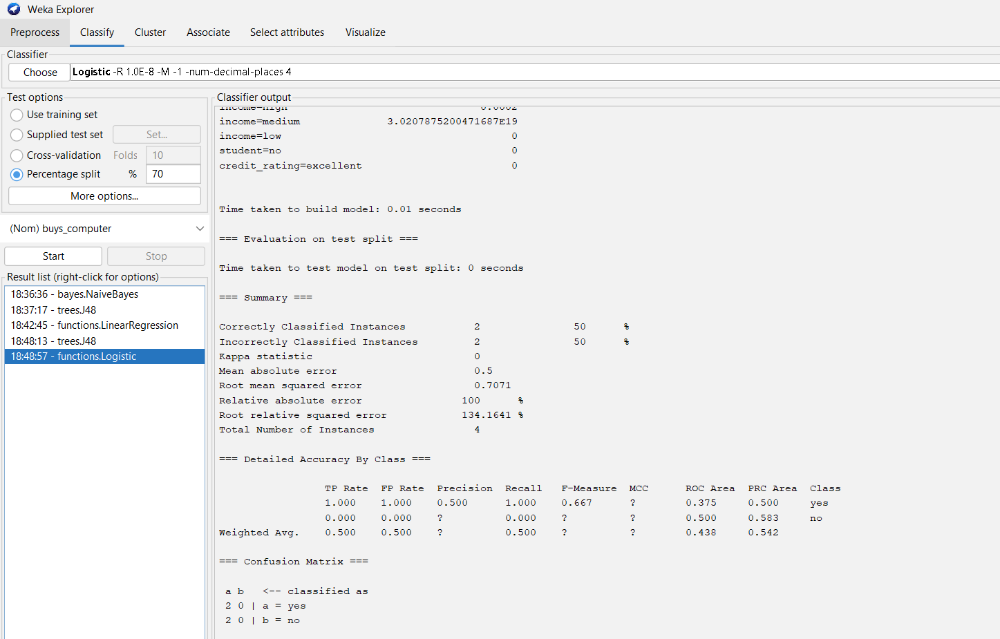 Weka Explorer
Preprocess Classify Cluster Associate Select attributes Visualize
Classifier
Choose Logistic -R 1.0E-8 -M -1 -num-decimal-places 4
Test options
Use training set
Supplied test set Set...
Cross-validation Folds 10
Percentage split % 70
More options...
(Nom) buys_computer
Start Stop
Result list (right-click for options)
18:36:36 - bayes.NaiveBayes
18:37:17 - trees.J48
18:42:45 - functions.LinearRegression
18:48:13 - trees.J48
18:48:57 - functions.Logistic
Classifier output
income=high 0.0002
income=medium 3.0207875200471687E19
income=low 0
student=no 0
credit_rating=excellent 0
Time taken to build model: 0.01 seconds
=== Evaluation on test split ===
Time taken to test model on test split: 0 seconds
=== Summary ===
Correctly Classified Instances 2 50 %
Incorrectly Classified Instances 2 50 %
Kappa statistic 0
Mean absolute error 0.5
Root mean squared error 0.7071
Relative absolute error 100 %
Root relative squared error 134.1641 %
Total Number of Instances 4
=== Detailed Accuracy By Class ===
TP Rate FP Rate Precision Recall F-Measure MCC ROC Area PRC Area Class
1.000 1.000 0.500 1.000 0.667 ? 0.375 0.500 yes
0.000 0.000 ? 0.000 ? ? 0.500 0.583 no
Weighted Avg. 0.500 0.500 ? 0.500 ? ? 0.438 0.542
=== Confusion Matrix ===
a b <-- classified as
2 0 | a = yes
2 0 | b = no